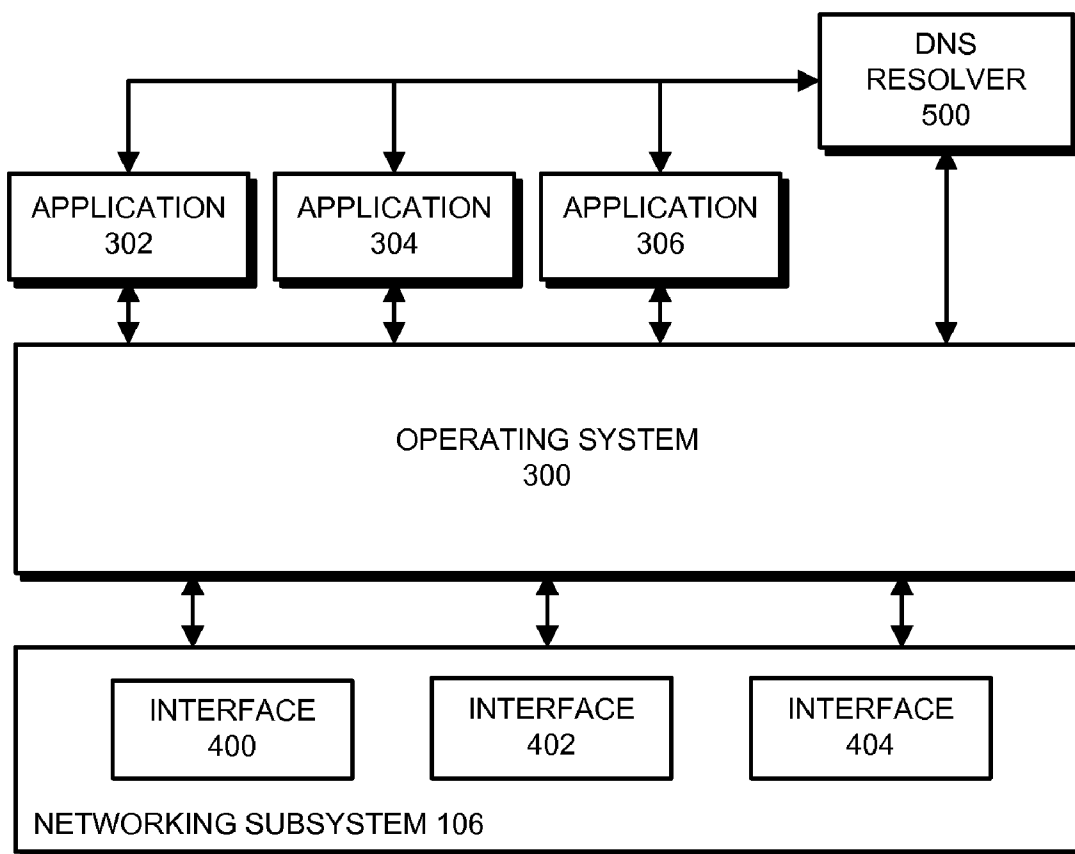 DNS
RESOLVER
500
APPLICATION
302
APPLICATION
304
APPLICATION
306
OPERATING SYSTEM
300
INTERFACE
400
INTERFACE
402
INTERFACE
404
NETWORKING SUBSYSTEM 106